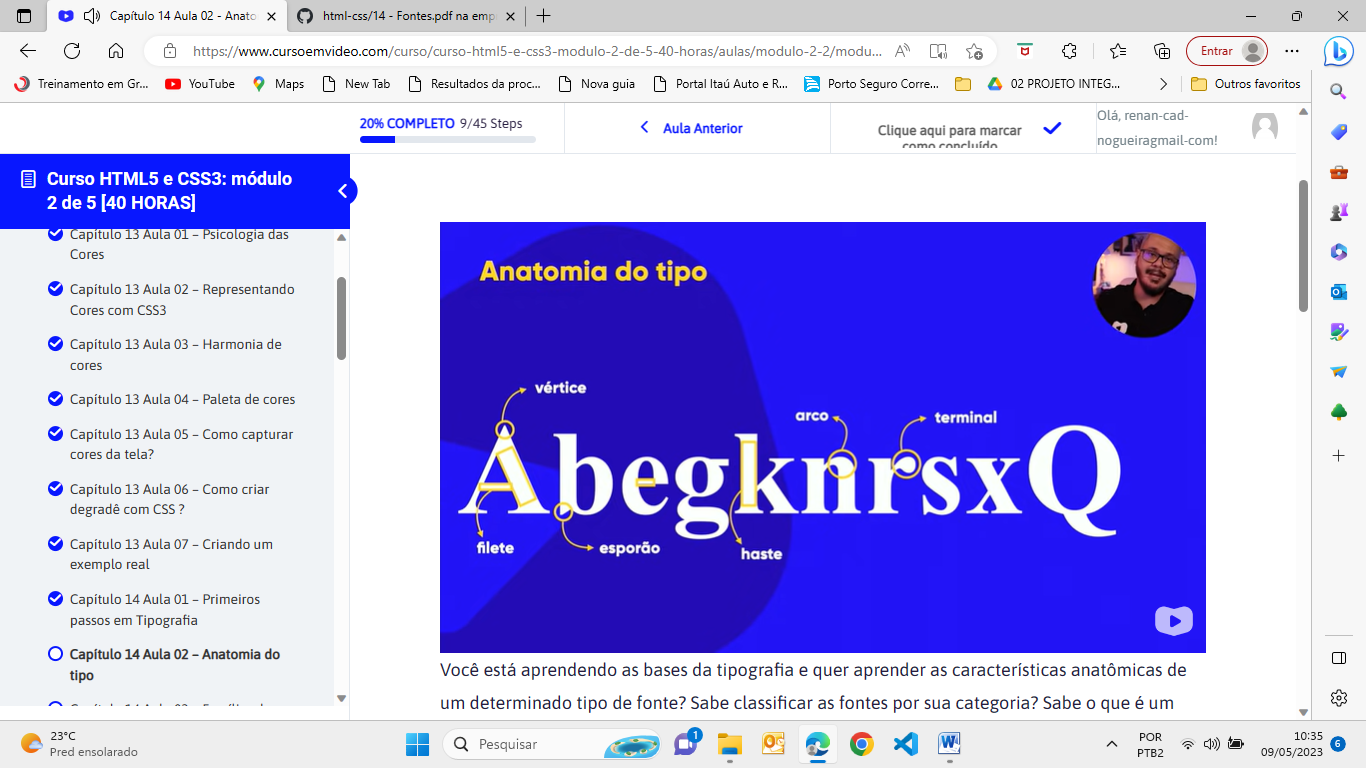 Capítulo 14 Aula 02 - Anato
html-css/14 - Fontes.pdf na emp
https://www.cursoemvideo.com/curso/curso-html5-e-css3-modulo-2-de-5-40-horas/aulas/modulo-2-2/modu...
Entrar
Treinamento em Gr... YouTube Maps New Tab Resultados da proc... Nova guia Portal Itaú Auto e R... Porto Seguro Corre... 02 PROJETO INTEG... Outros favoritos
20% COMPLETO 9/45 Steps
Aula Anterior
Clique aqui para marcar
como concluído
Olá, renan-cad-
nogueiragmail-com!
Curso HTML5 e CSS3: módulo
2 de 5 [40 HORAS]
Capítulo 13 Aula 01 – Psicologia das
Cores
Capítulo 13 Aula 02 – Representando
Cores com CSS3
Capítulo 13 Aula 03 – Harmonia de
cores
Capítulo 13 Aula 04 – Paleta de cores
Capítulo 13 Aula 05 – Como capturar
cores da tela?
Capítulo 13 Aula 06 – Como criar
degradê com CSS ?
Capítulo 13 Aula 07 – Criando um
exemplo real
Capítulo 14 Aula 01 – Primeiros
passos em Tipografia
Capítulo 14 Aula 02 – Anatomia do
tipo
Anatomia do tipo
vértice
arco
terminal
AbegknrsxQ
filete
esporão
haste
Você está aprendendo as bases da tipografia e quer aprender as características anatômicas de
um determinado tipo de fonte? Sabe classificar as fontes por sua categoria? Sabe o que é um
23°C
Pred ensolarado
Pesquisar
1
POR
PTB2
10:35
09/05/2023
6